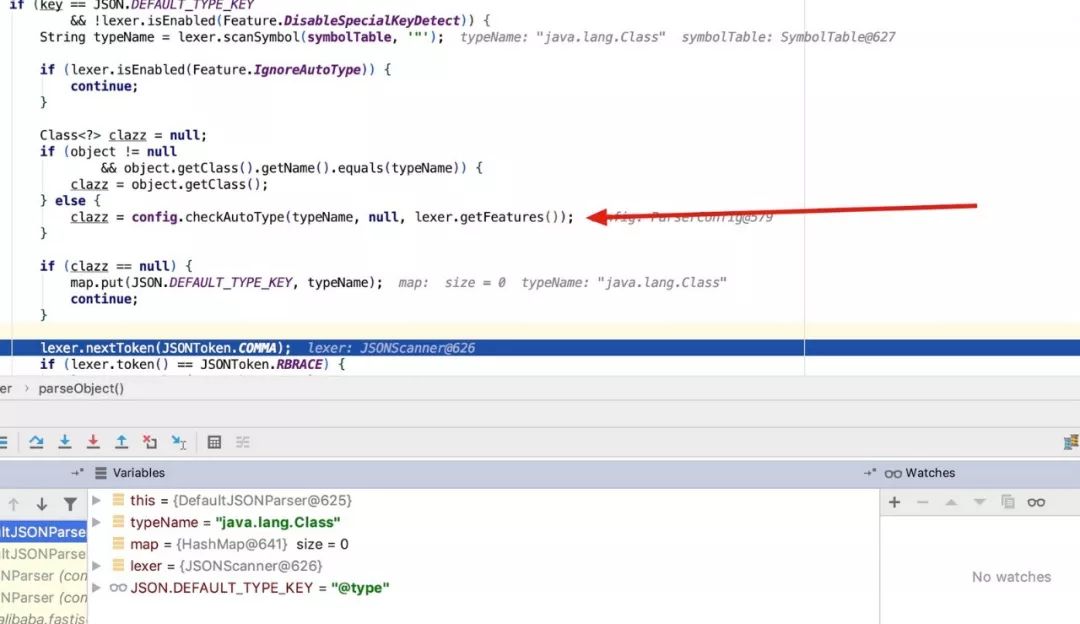 if (key == JSON.DEFAULT_TYPE_KEY
&& !lexer.isEnabled(Feature.DisableSpecialKeyDetect)) {
String typeName = lexer.scanSymbol(symbolTable, '"'); typeName: "java.lang.Class" symbolTable: SymbolTable@627
if (lexer.isEnabled(Feature.IgnoreAutoType)) {
continue;
}
Class<?> clazz = null;
if (object != null
&& object.getClass().getName().equals(typeName)) {
clazz = object.getClass();
} else {
clazz = config.checkAutoType(typeName, null, lexer.getFeatures()); nfig: ParserConfig@579
}
if (clazz == null) {
map.put(JSON.DEFAULT_TYPE_KEY, typeName); map: size = 0 typeName: "java.lang.Class"
continue;
}
lexer.nextToken(JSONToken.COMMA); lexer: JSONScanner@626
if (lexer.token() == JSONToken.RBRACE) {
er › parseObject()
Variables
Watches
this = {DefaultJSONParser@625}
ltJSONParse
typeName = "java.lang.Class"
ltJSONParse
map = {HashMap@641} size = 0
NParser (con
lexer = {JSONScanner@626}
NParser (con
JSON.DEFAULT_TYPE_KEY = "@type"
alibaba.fastjs
No watches